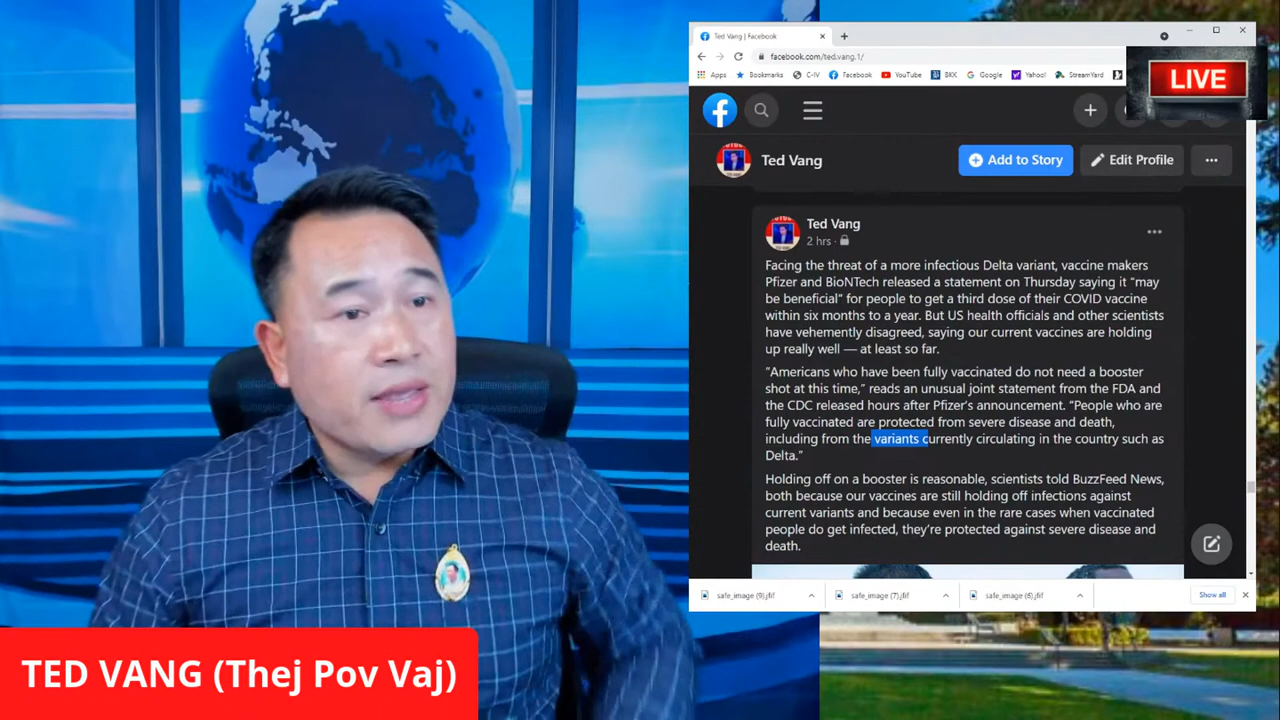 Ted Vang | Facebook
facebook.com/ted.vang.1/
Apps Bookmarks C-IV Facebook YouTube BKK Google Yahoo! StreamYard
LIVE
Ted Vang
Add to Story
Edit Profile
Ted Vang
2 hrs ·
Facing the threat of a more infectious Delta variant, vaccine makers
Pfizer and BioNTech released a statement on Thursday saying it “may
be beneficial” for people to get a third dose of their COVID vaccine
within six months to a year. But US health officials and other scientists
have vehemently disagreed, saying our current vaccines are holding
up really well — at least so far.
“Americans who have been fully vaccinated do not need a booster
shot at this time,” reads an unusual joint statement from the FDA and
the CDC released hours after Pfizer’s announcement. “People who are
fully vaccinated are protected from severe disease and death,
including from the variants currently circulating in the country such as
Delta.”
Holding off on a booster is reasonable, scientists told BuzzFeed News,
both because our vaccines are still holding off infections against
current variants and because even in the rare cases when vaccinated
people do get infected, they’re protected against severe disease and
death.
safe_image (9).jfif
safe_image (7).jfif
safe_image (6).jfif
Show all
TED VANG (Thej Pov Vaj)